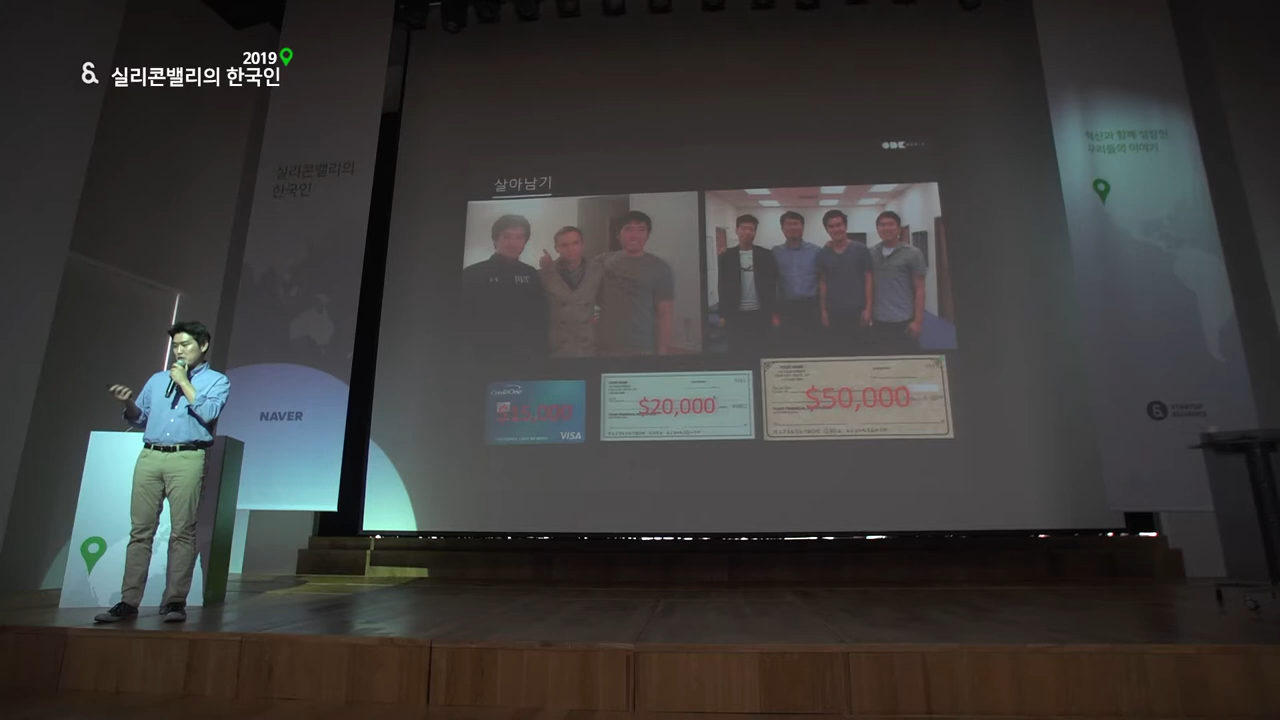 2019
& 실리콘밸리의 한국인
실리콘밸리의
한국인
NAVER
ODK
살아남기
$20,000
$50,000
VISA
혁신과 함께 성장한
우리들의 이야기
STARTUP
ALLIANCE